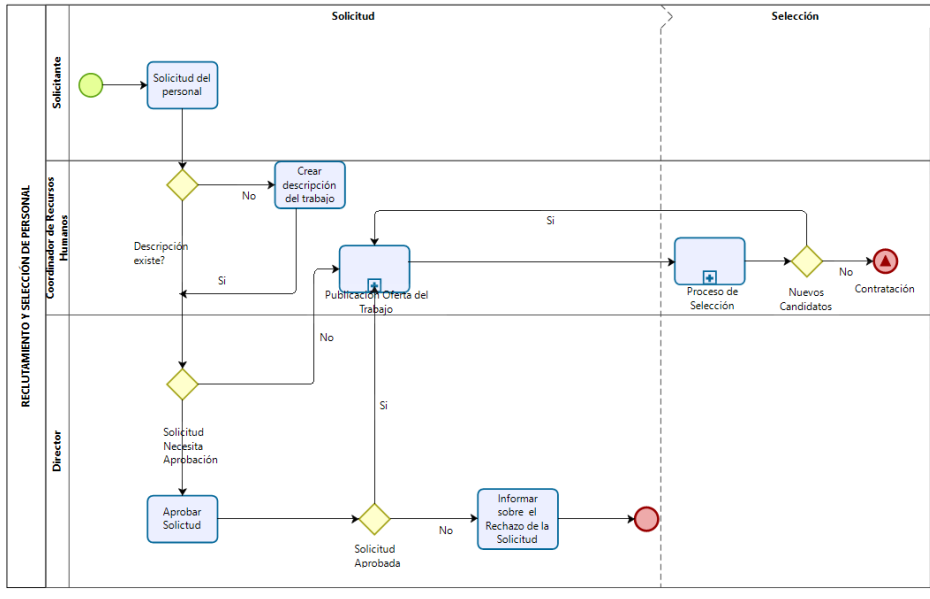 Solicitud
Selección
RECLUTAMIENTO Y SELECCIÓN DE PERSONAL
Solicitante
Solicitud del
personal
Coordinador de Recursos
Humanos
Crear
descripción
del trabajo
No
Descripción
existe?
Si
Si
Publicación Oferta del
Trabajo
Proceso de
Selección
Nuevos
Candidatos
No
Contratación
Director
No
Solicitud
Necesita
Aprobación
Si
Aprobar
Solictud
Solicitud
Aprobada
No
Informar
sobre el
Rechazo de la
Solicitud